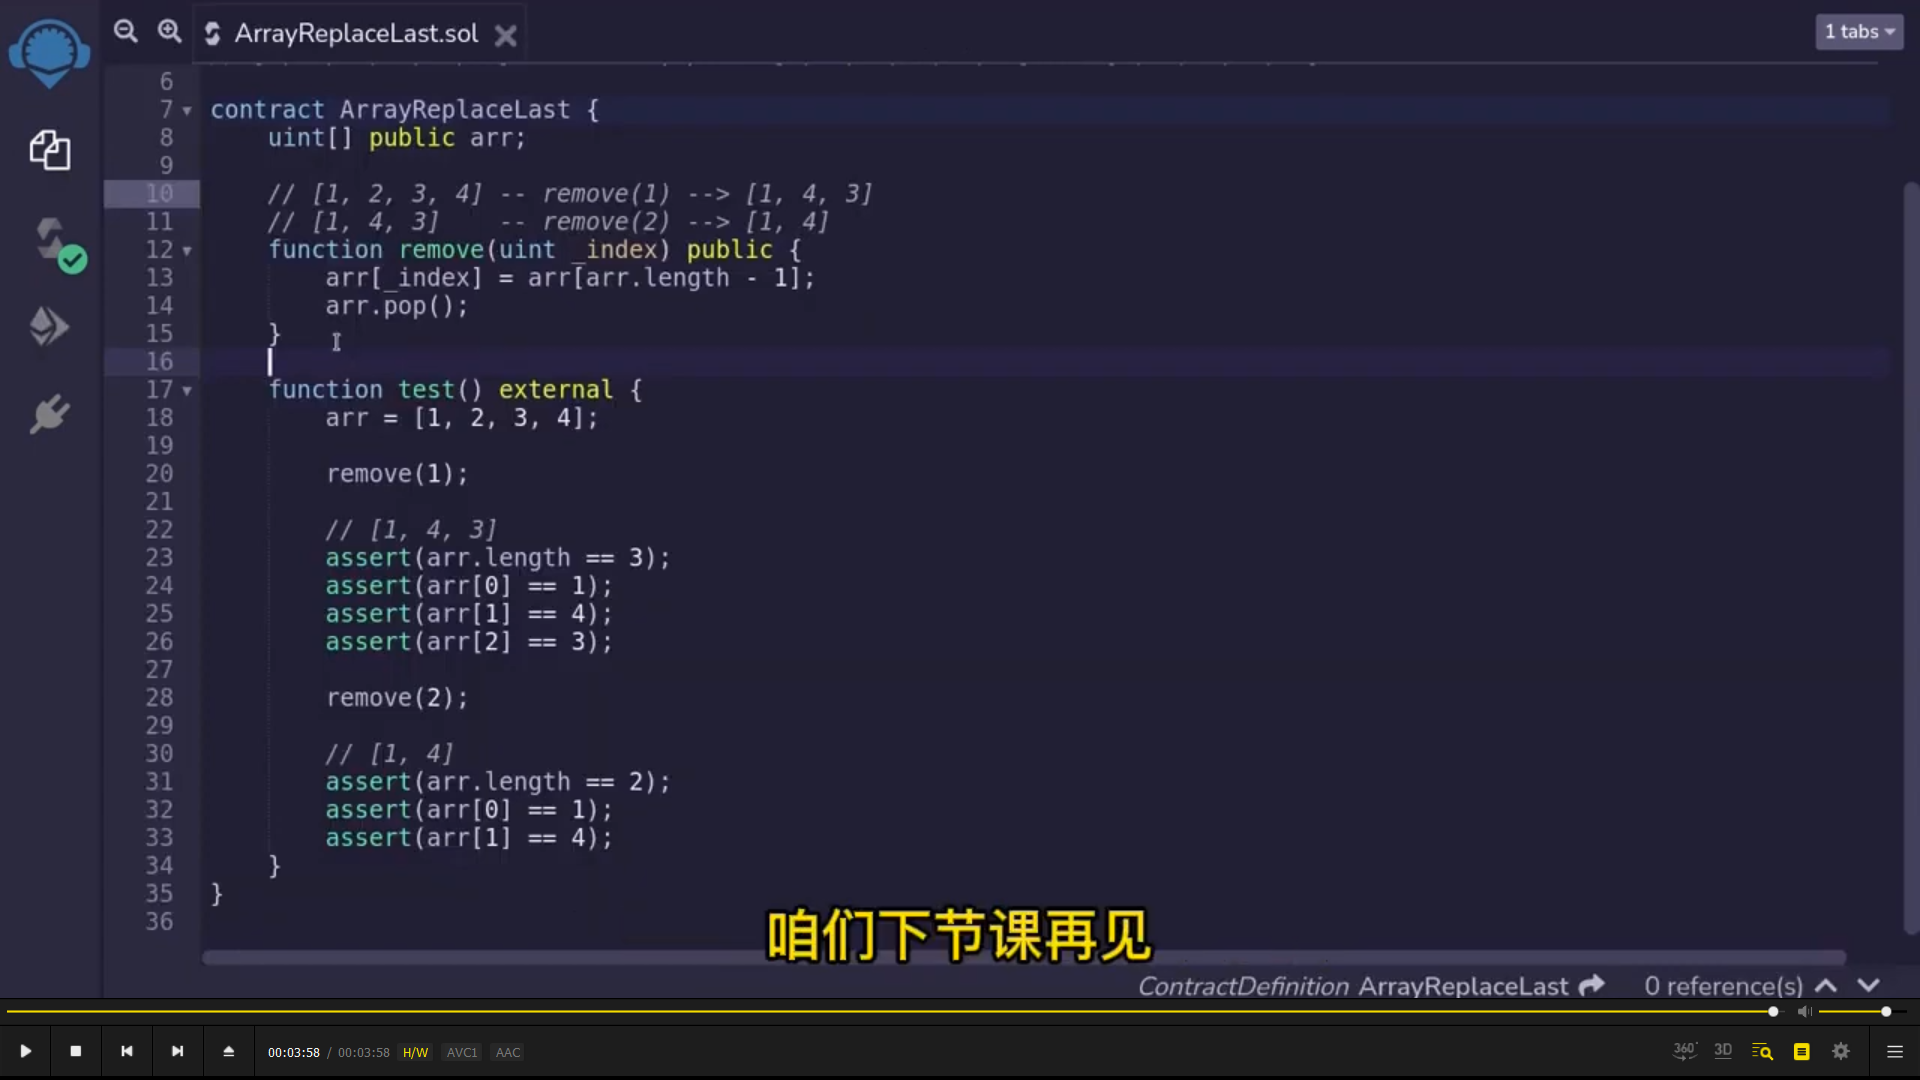 ArrayReplaceLast.sol
1 tabs
6
7 contract ArrayReplaceLast {
8 uint[] public arr;
9
10 // [1, 2, 3, 4] -- remove(1) --> [1, 4, 3]
11 // [1, 4, 3]    -- remove(2) --> [1, 4]
12 function remove(uint _index) public {
13 arr[_index] = arr[arr.length - 1];
14 arr.pop();
15 }
16
17 function test() external {
18 arr = [1, 2, 3, 4];
19
20 remove(1);
21
22 // [1, 4, 3]
23 assert(arr.length == 3);
24 assert(arr[0] == 1);
25 assert(arr[1] == 4);
26 assert(arr[2] == 3);
27
28 remove(2);
29
30 // [1, 4]
31 assert(arr.length == 2);
32 assert(arr[0] == 1);
33 assert(arr[1] == 4);
34 }
35 }
36
咱们下节课再见
ContractDefinition ArrayReplaceLast 0 reference(s)
00:03:58 / 00:03:58 H/W AVC1 AAC 360° 3D